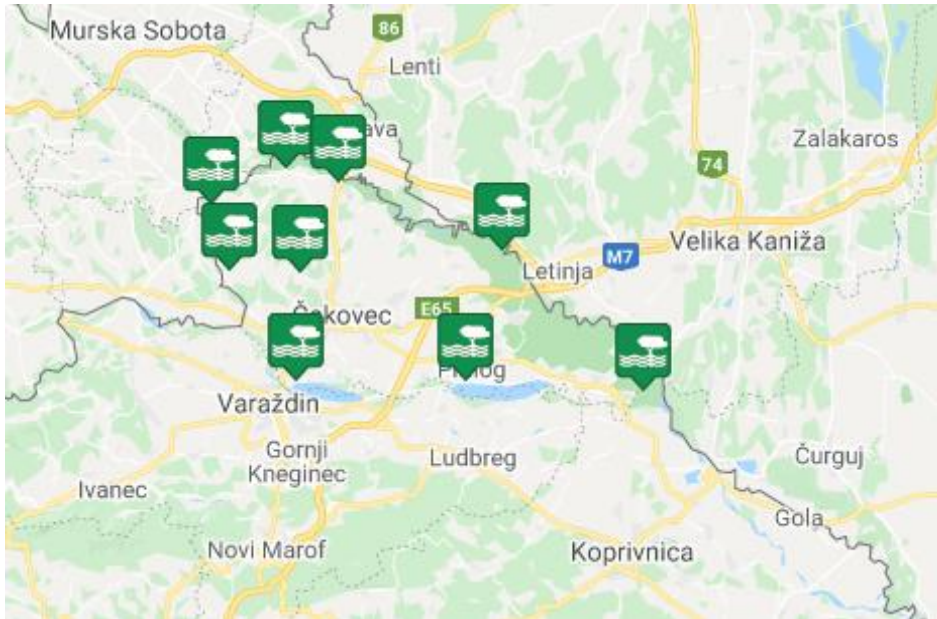 Murska Sobota
86
Lenti
Zalakaros
74
Velika Kaniža
M7
Letinja
E65
Varaždin
Gornji
Kneginec
Ludbreg
Čurguj
Ivanec
Gola
Novi Marof
Koprivnica